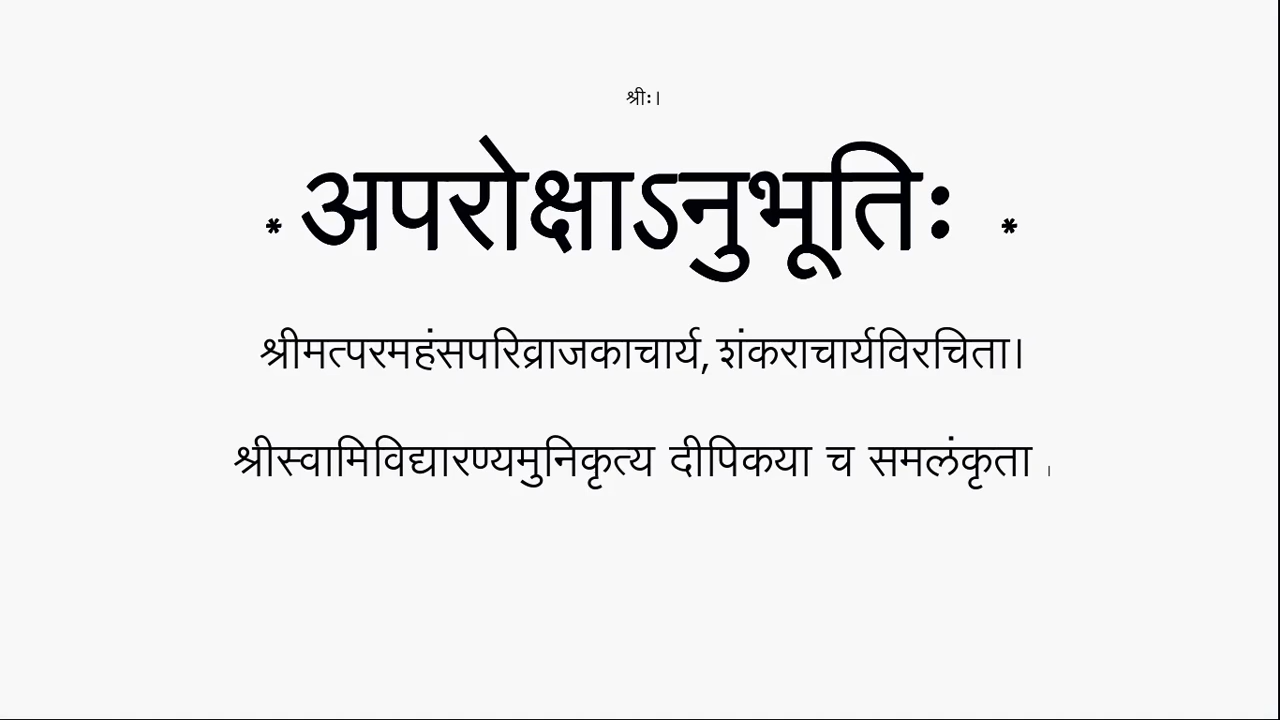 श्रीः।
* अपरोक्षाऽनुभूतिः *
श्रीमत्परमहंसपरिव्राजकाचार्य, शंकराचार्यविरचिता।
श्रीस्वामिविद्यारण्यमुनिकृत्य दीपिकया च समलंकृता ।